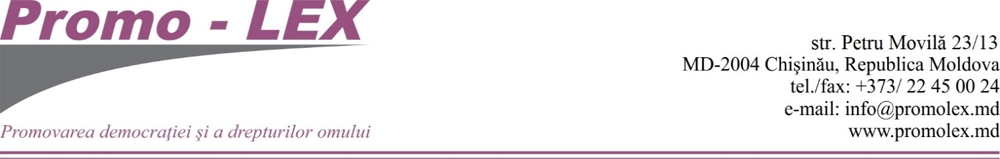 Promo - LEX
Promovarea democraţiei şi a drepturilor omului
str. Petru Movilă 23/13
MD-2004 Chişinău, Republica Moldova
tel./fax: +373/ 22 45 00 24
e-mail: info@promolex.md
www.promolex.md